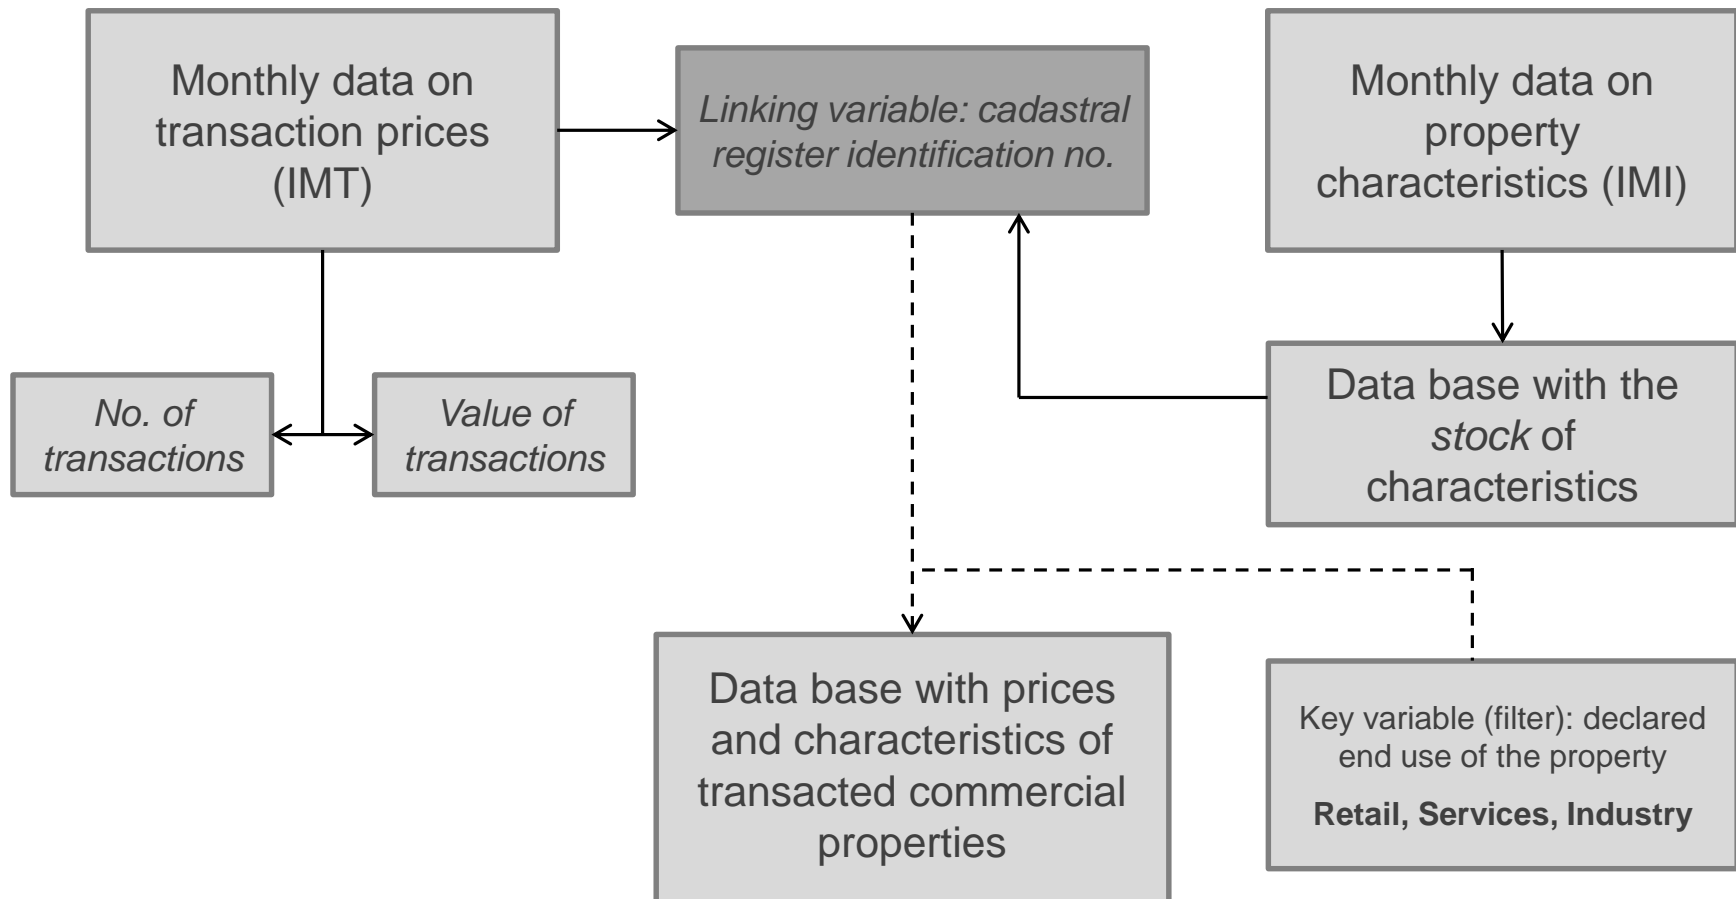 Monthly data on
transaction prices
(IMT)
Linking variable: cadastral
register identification no.
Monthly data on
property
characteristics (IMI)
No. of
transactions
Value of
transactions
Data base with the
stock of
characteristics
Data base with prices
and characteristics of
transacted commercial
properties
Key variable (filter): declared
end use of the property
Retail, Services, Industry